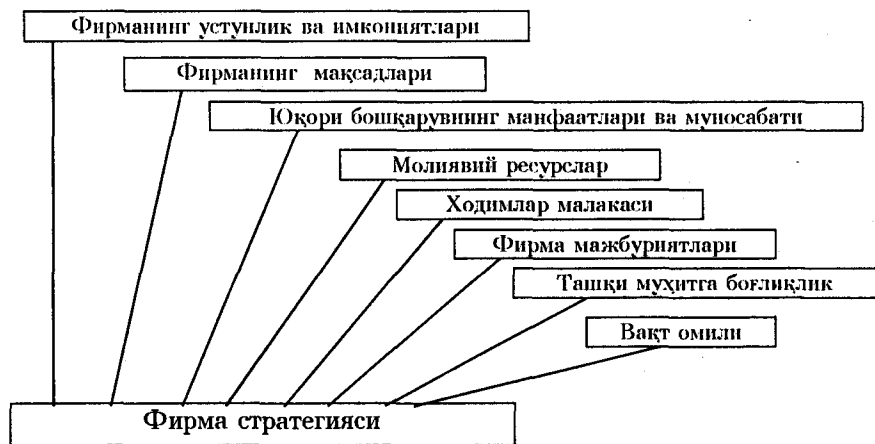 Фирманинг устунлик ва имкониятлари
Фирманинг мақсадлари
Юқори бошқарувнинг манфаатлари ва муносабати
Молиявий ресурслар
Ходимлар малакаси
Фирма мажбуриятлари
Ташқи муҳитга боғлиқлик
Вақт омили
Фирма стратегияси